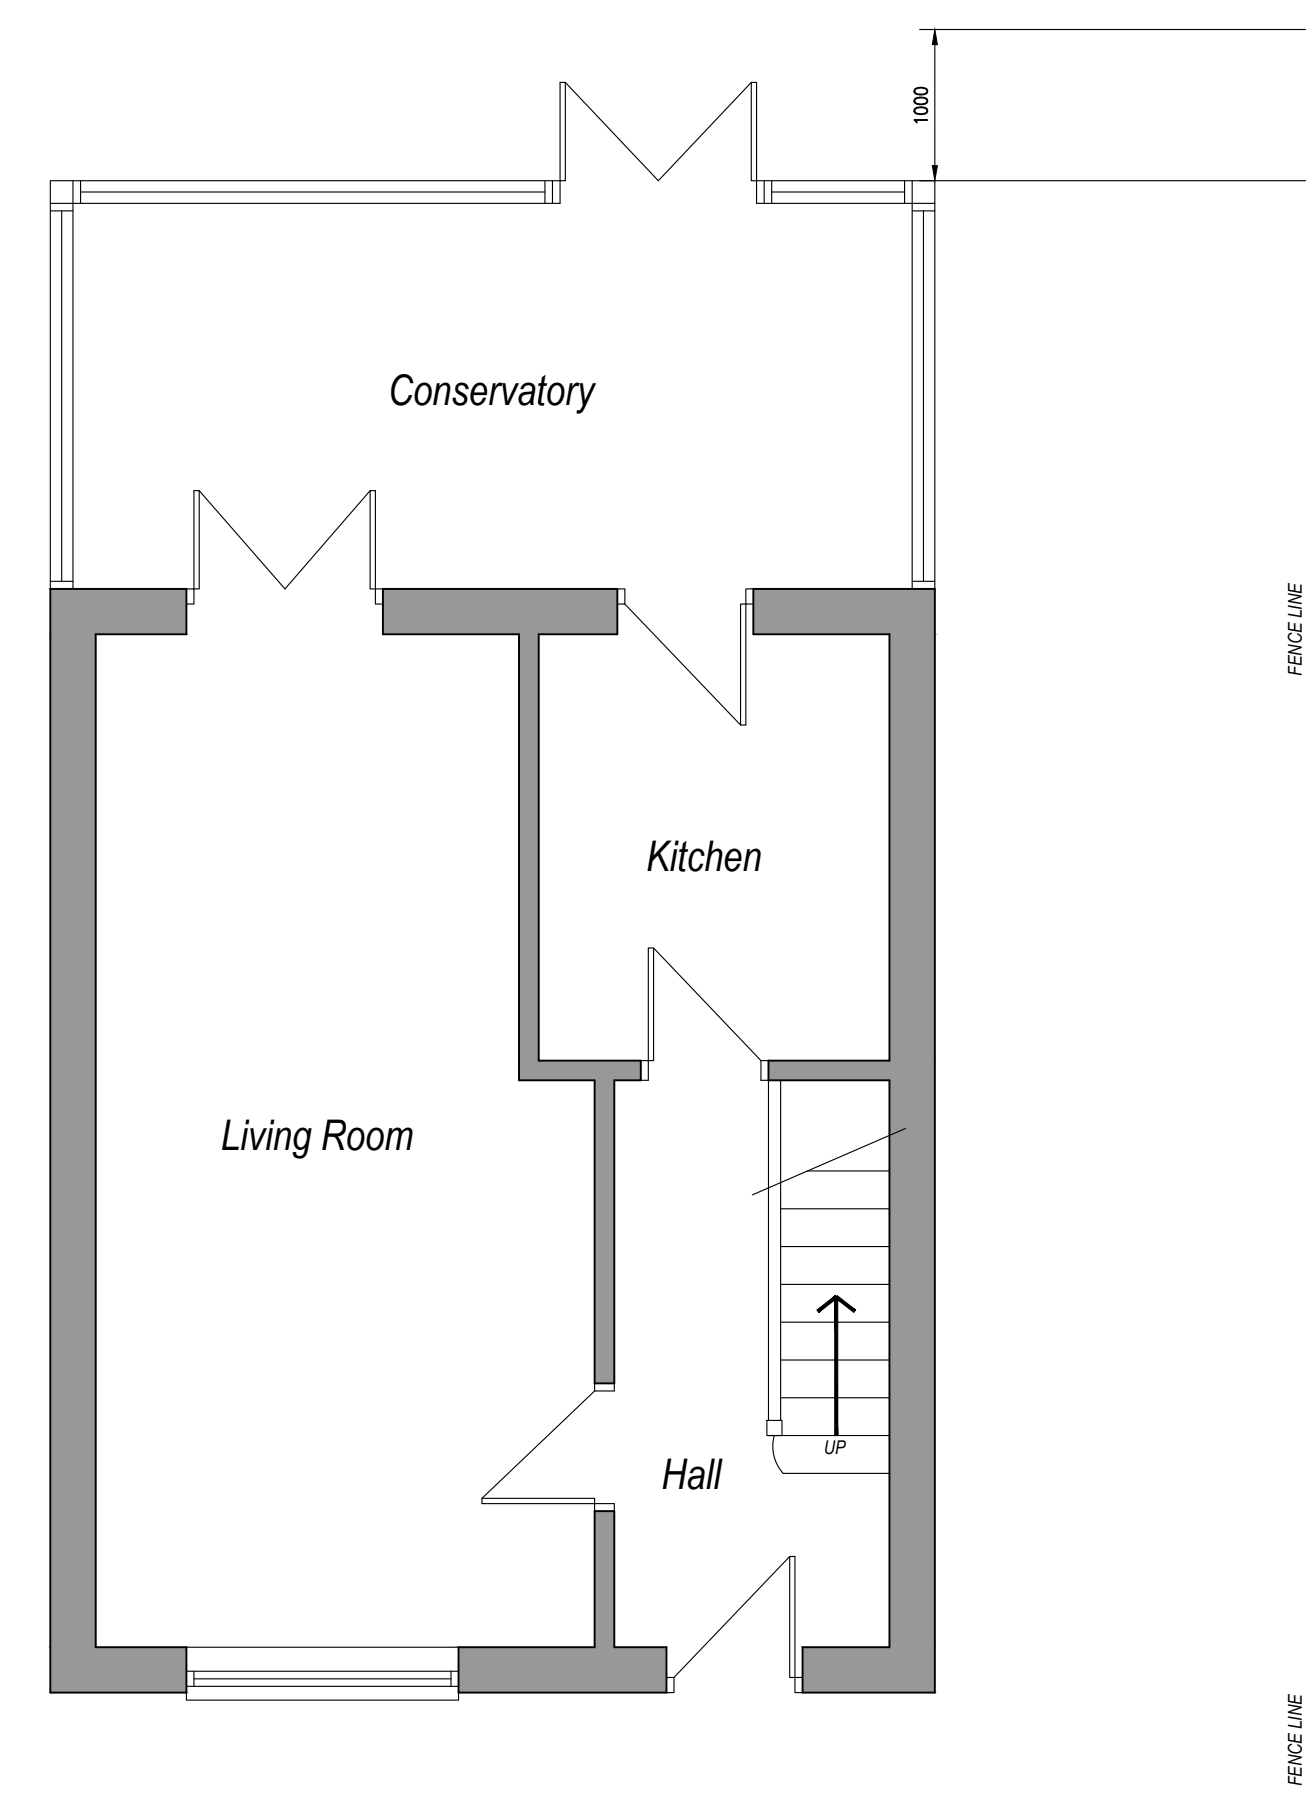 1000
Conservatory
FENCE LINE
Kitchen
Living Room
UP
Hall
FENCE LINE